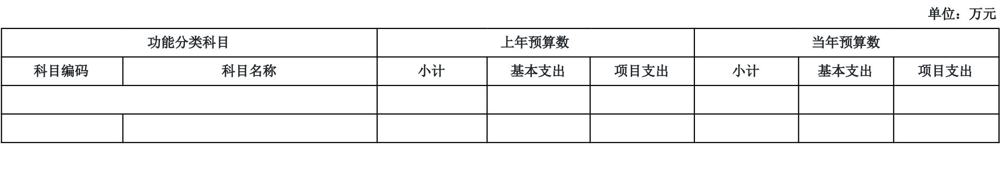 单位：万元
功能分类科目 上年预算数 当年预算数
科目编码 科目名称 小计 基本支出 项目支出 小计 基本支出 项目支出